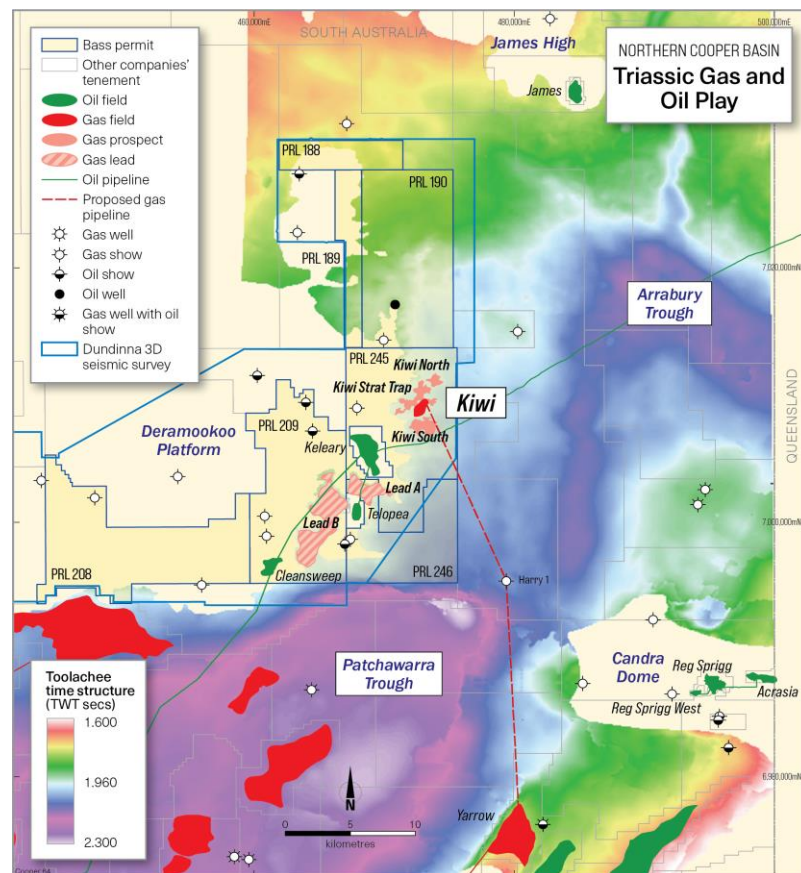 460,000mE
480,000mE
500,000mE
SOUTH AUSTRALIA
NORTHERN COOPER BASIN
Triassic Gas and
Oil Play
Bass permit
Other companies'
tenement
Oil field
Gas field
Gas prospect
Gas lead
Oil pipeline
Proposed gas
pipeline
Gas well
Gas show
Oil show
Oil well
Gas well with oil
show
Dundinna 3D
seismic survey
James High
James
PRL 188
PRL 190
PRL 189
7,020,000mN
Arrabury
Trough
PRL 245
Kiwi North
Kiwi Strat Trap
Kiwi
Kiwi South
QUEENSLAND
PRL 209
Deramookoo
Platform
Keleary
Lead A
Telopea
Lead B
7,000,000mN
Cleansweep
PRL 208
PRL 246
Harry 1
Patchawarra
Trough
Candra
Dome
Reg Sprigg
Acrasia
Reg Sprigg West
Toolachee
time structure
(TWT secs)
1.600
1.960
2.300
6,980,000mN
N
0
5
10
kilometres
Yarrow